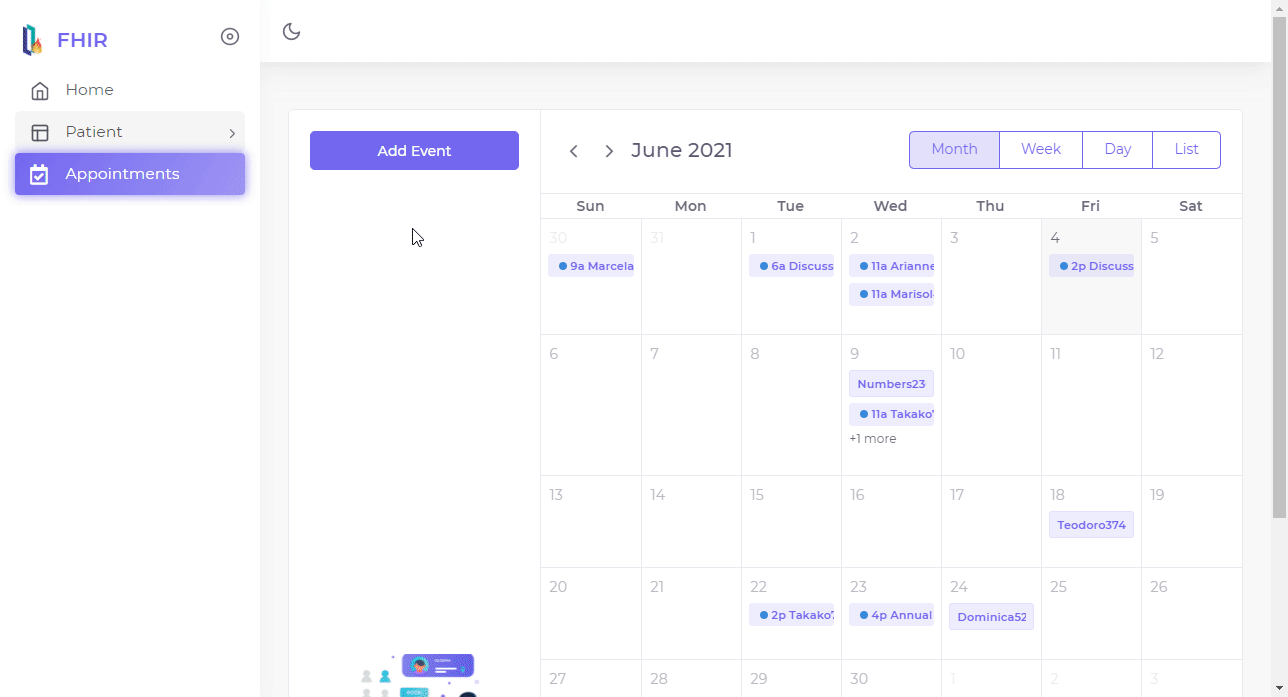 FHIR
Home
Patient
Appointments
Add Event
June 2021
Month Week Day List
Sun Mon Tue Wed Thu Fri Sat
30 31 1 2 3 4 5
9a Marcela 6a Discuss 11a Arianne 2p Discuss
11a Marisol
6 7 8 9 10 11 12
Numbers23
11a Takako
+1 more
13 14 15 16 17 18 19
Teodoro374
20 21 22 23 24 25 26
2p Takako7 4p Annual Dominica52
27 28 29 30 1 2 3